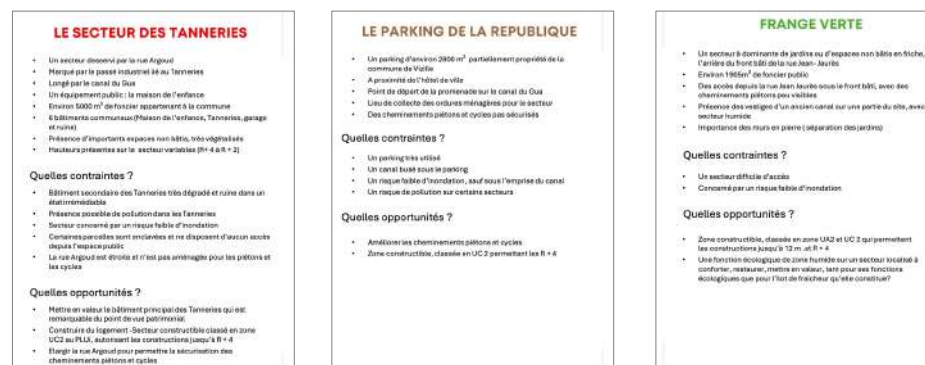 LE SECTEUR DES TANNERIES
• Un secteur desservi par la rue Argoud
• Marqué par le passé industriel lié au Tanneries
• Longé par le canal du Gua
• Un équipement public : la maison de l'enfance
• Environ 5000 m² de foncier appartenant à la commune
• 6 bâtiments communaux (Maison de l'enfance, Tanneries, garage
et ruine)
• Présence d'importants espaces non bâtis, très végétalisés
• Hauteurs présentes sur le secteur variables (R+ 4 à R + 2)
Quelles contraintes ?
• Bâtiment secondaire des Tanneries très dégradé et ruine dans un
état irrémédiable
• Présence possible de pollution dans les Tanneries
• Secteur concerné par un risque faible d'inondation
• Certaines parcelles sont enclavées et ne disposent d'aucun accès
depuis l'espace public
• La rue Argoud est étroite et n'est pas aménagée pour les piétons et
les cycles
Quelles opportunités ?
• Mettre en valeur le bâtiment principal des Tanneries qui est
remarquable du point de vue patrimonial
• Construire du logement -Secteur constructible classé en zone
UC2 au PLUi, autorisant les constructions jusqu'à R + 4
• Elargir la rue Argoud pour permettre la sécurisation des
cheminements piétons et cycles
LE PARKING DE LA REPUBLIQUE
• Un parking d'environ 2800 m² partiellement propriété de la
commune de Vizille
• A proximité de l'hôtel de ville
• Point de départ de la promenade sur le canal du Gua
• Lieu de collecte des ordures ménagères pour le secteur
• Des cheminements piétons et cycles pas sécurisés
Quelles contraintes ?
• Un parking très utilisé
• Un canal busé sous le parking
• Un risque faible d'inondation, sauf sous l'emprise du canal
• Un risque de pollution sur certains secteurs
Quelles opportunités ?
• Améliorer les cheminements piétons et cycles
• Zone constructible, classée en UC 2 permettant les R + 4
FRANGE VERTE
• Un secteur à dominante de jardins ou d'espaces non bâtis en friche,
l'arrière du front bâti de la rue Jean- Jaurès
• Environ 1965m² de foncier public
• Des accès depuis la rue Jean Jaurès sous le front bâti, avec des
cheminements piétons peu visibles
• Présence des vestiges d'un ancien canal sur une partie du site, avec
secteur humide
• Importance des murs en pierre ( séparation des jardins)
Quelles contraintes ?
• Un secteur difficile d'accès
• Concerné par un risque faible d'inondation
Quelles opportunités ?
• Zone constructible, classée en zone UA2 et UC 2 qui permettent
les constructions jusqu'à 12 m .et R + 4
• Une fonction écologique de zone humide sur un secteur localisé à
conforter, restaurer, mettre en valeur, tant pour ses fonctions
écologiques que pour l'ilot de fraicheur qu'elle constitue?